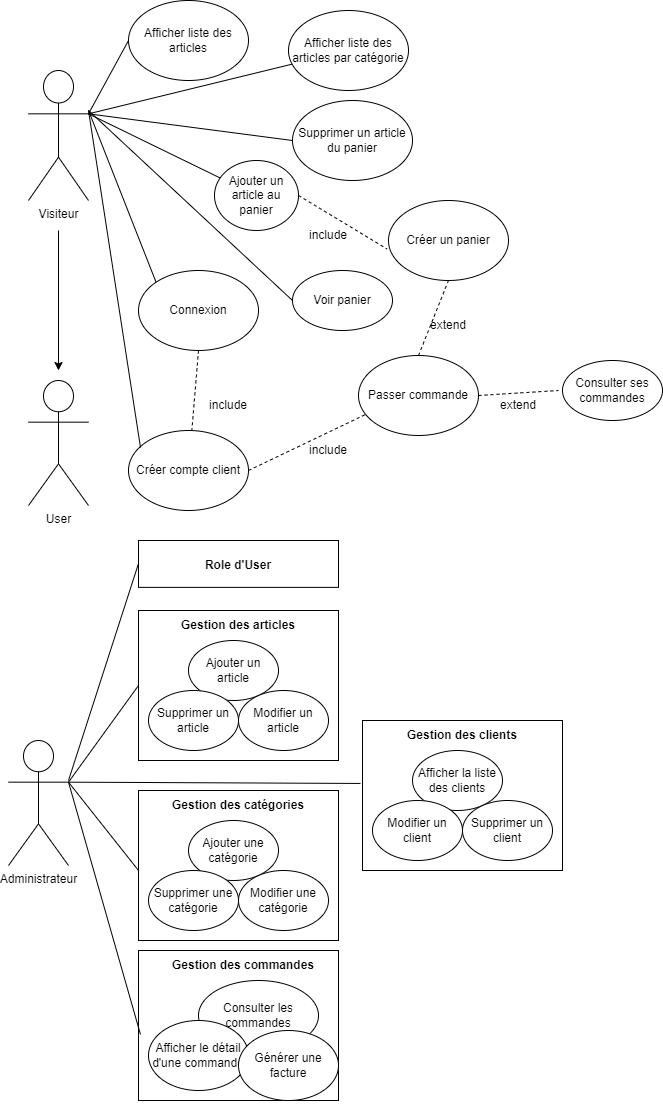 Afficher liste des
articles
Afficher liste des
articles par catégorie
Supprimer un article
du panier
Ajouter un
article au
panier
Visiteur
include
Créer un panier
Connexion
Voir panier
extend
Passer commande
Consulter ses
commandes
include
extend
include
Créer compte client
User
Role d'User
Gestion des articles
Ajouter un
article
Supprimer un
article
Modifier un
article
Gestion des clients
Afficher la liste
des clients
Modifier un
client
Supprimer un
client
Administrateur
Gestion des catégories
Ajouter une
catégorie
Supprimer une
catégorie
Modifier une
catégorie
Gestion des commandes
Consulter les
commandes
Afficher le détail
d'une command
Générer une
facture